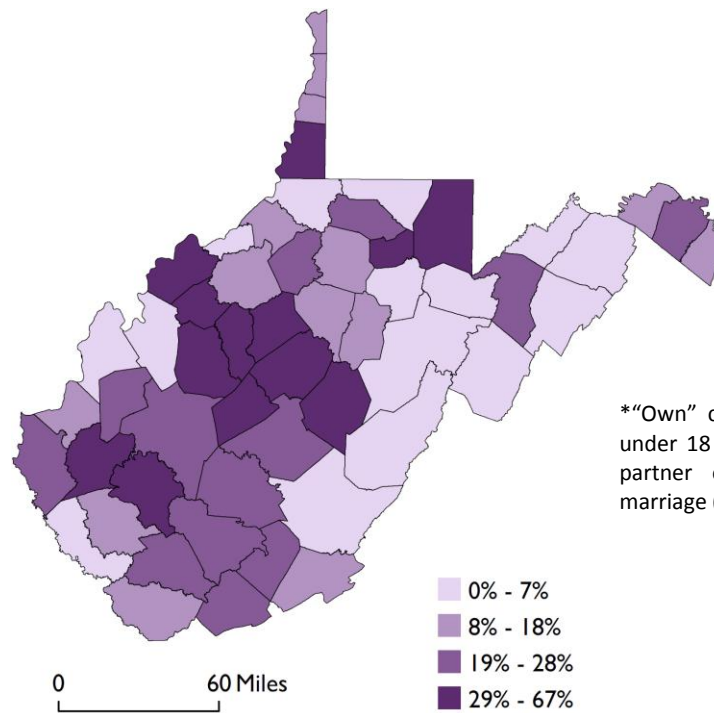 *“Own”
under 18
partner
marriage
0% - 7%
8% - 18%
19% - 28%
29% - 67%
0 60 Miles